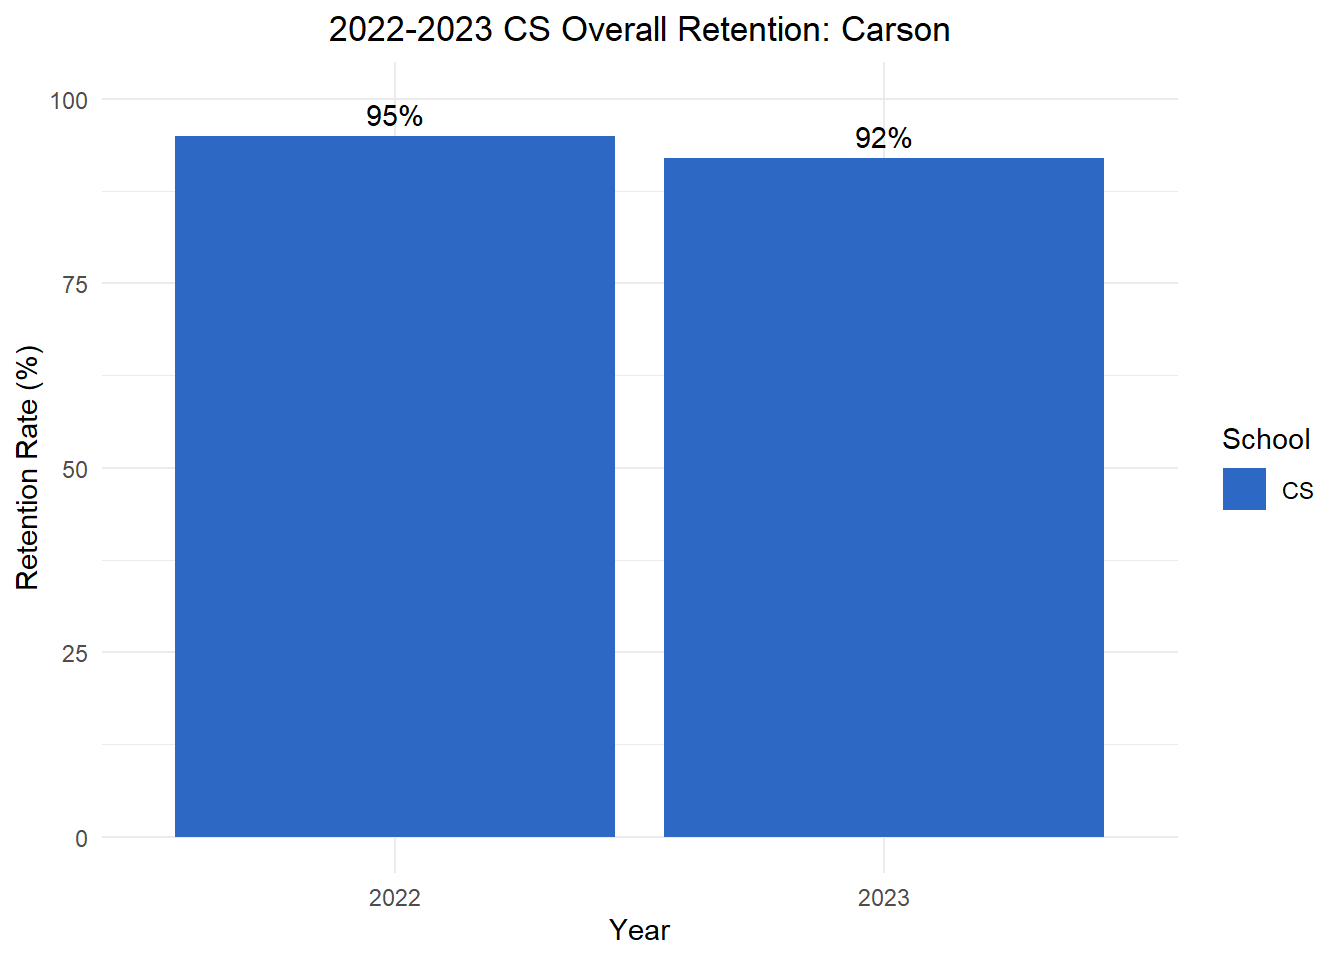 2022-2023 CS Overall Retention: Carson
100
95%
92%
75
50
25
0
Retention Rate (%)
2022
2023
Year
School
CS